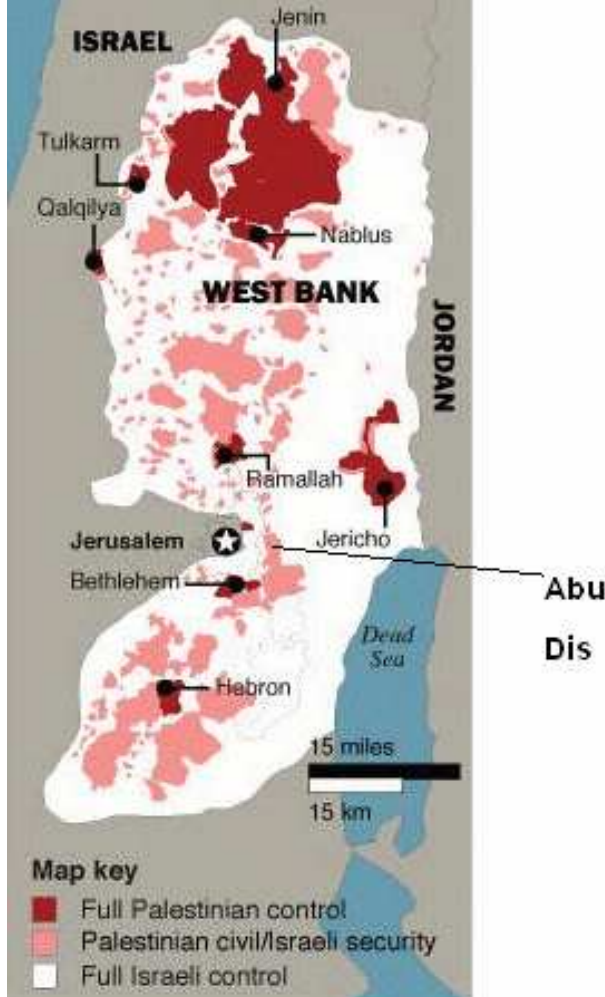 Jenin
ISRAEL
Tulkarm
Qalqilya
Nablus
WEST BANK
JORDAN
Ramallah
Jerusalem
Jericho
Bethlehem
Abu
Dis
Dead
Sea
Hebron
15 miles
15 km
Map key
Full Palestinian control
Palestinian civil/Israeli security
Full Israeli control